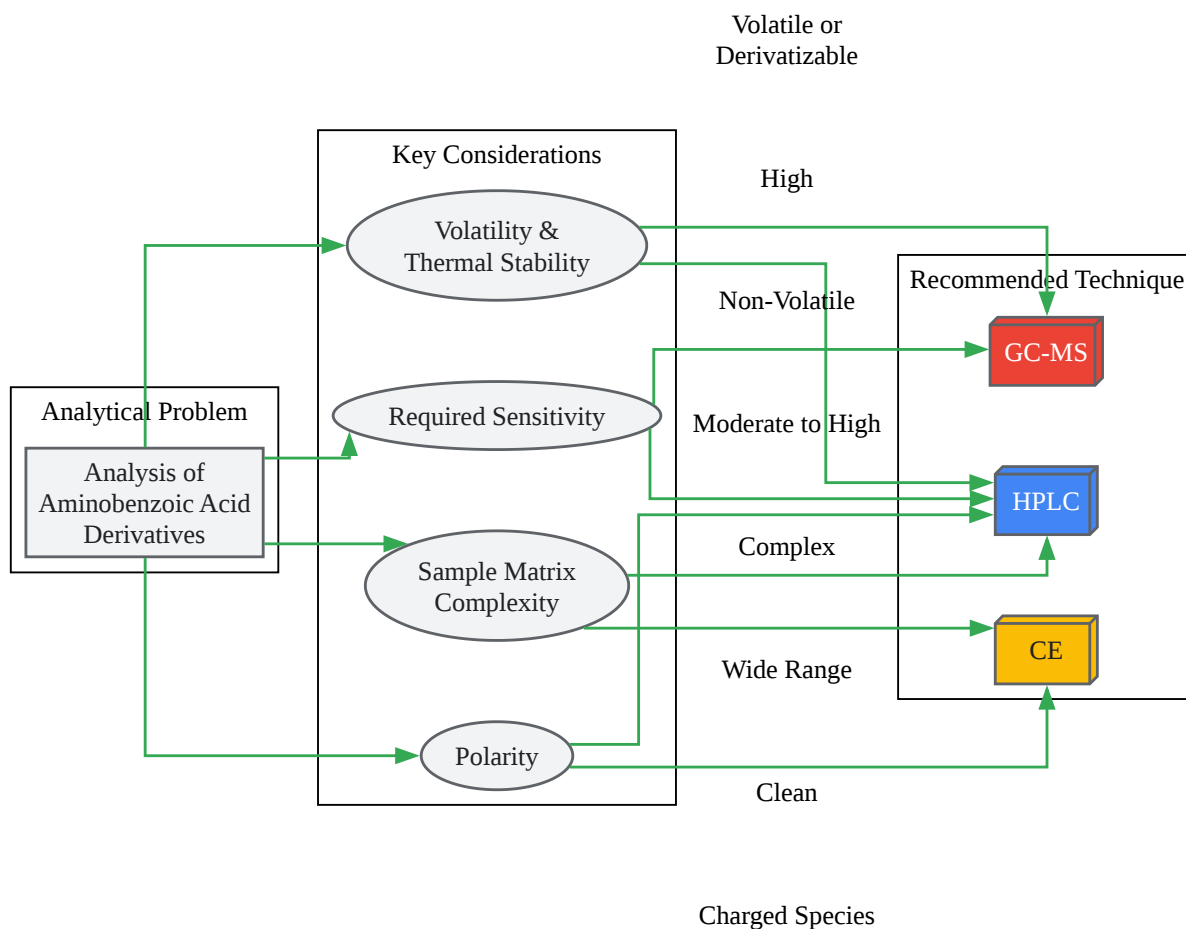 Volatile or
Derivatizable
Key Considerations
High
Volatility &
Thermal Stability
Recommended Technique
Non-Volatile
GC-MS
Analytical Problem
Required Sensitivity
Moderate to High
Analysis of
Aminobenzoic Acid
Derivatives
HPLC
Complex
Sample Matrix
Complexity
CE
Wide Range
Polarity
Clean
Charged Species